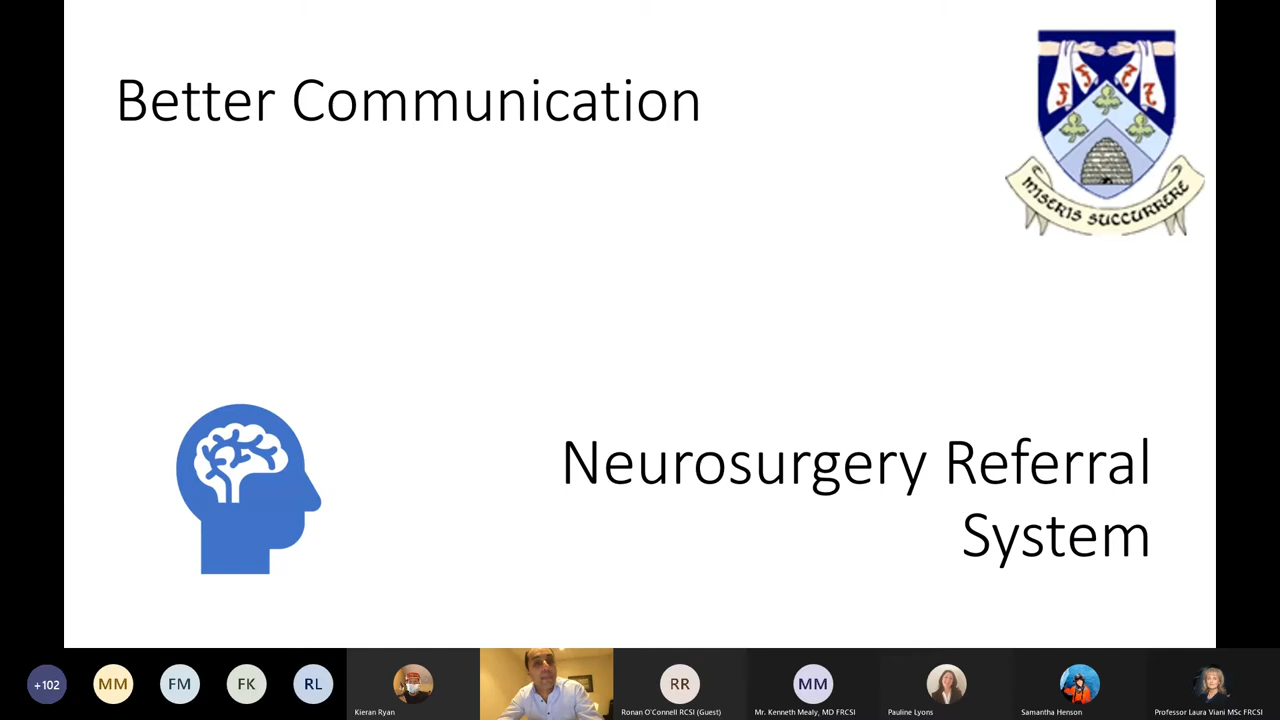 Better Communication
MISERIS SUCCURRERE
Neurosurgery Referral
System
+102
MM
FM
FK
RL
Kieran Ryan
RR
Ronan O'Connell RCSI (Guest)
MM
Mr. Kenneth Mealy, MD FRCSI
Pauline Lyons
Samantha Henson
Professor Laura Viani MSc FRCSI